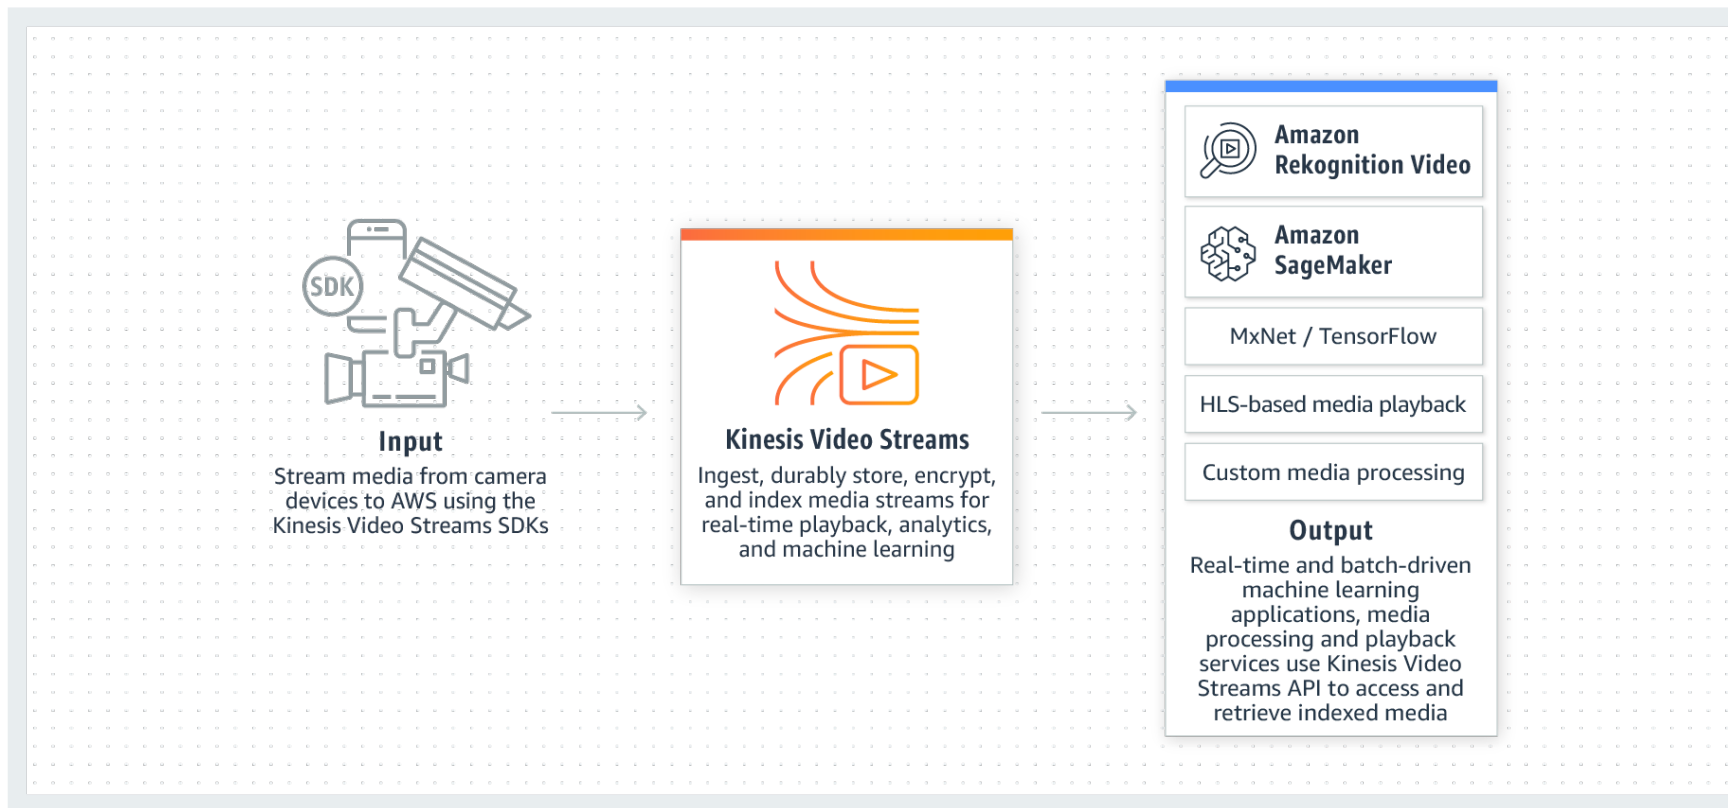 SDK
Input
Stream media from camera
devices to AWS using the
Kinesis Video Streams SDKs
Kinesis Video Streams
Ingest, durably store, encrypt,
and index media streams for
real-time playback, analytics,
and machine learning
Amazon
Rekognition Video
Amazon
SageMaker
MxNet / TensorFlow
HLS-based media playback
Custom media processing
Output
Real-time and batch-driven
machine learning
applications, media
processing and playback
services use Kinesis Video
Streams API to access and
retrieve indexed media